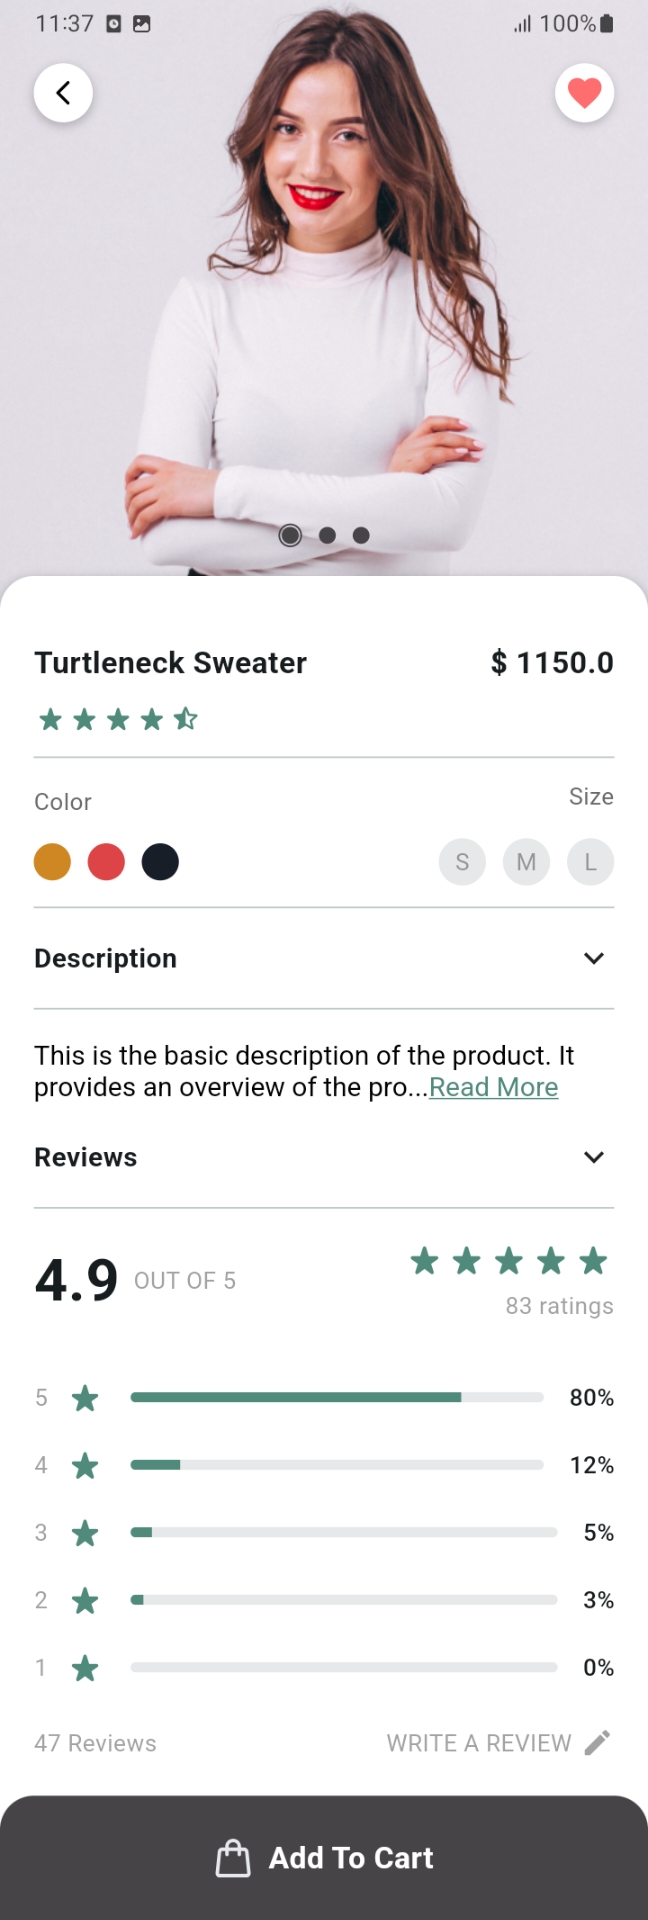 11:37 100%
Turtleneck Sweater $ 1150.0
Color Size
S M L
Description
This is the basic description of the product. It
provides an overview of the pro...Read More
Reviews
4.9 OUT OF 5
83 ratings
5 80%
4 12%
3 5%
2 3%
1 0%
47 Reviews WRITE A REVIEW
Add To Cart